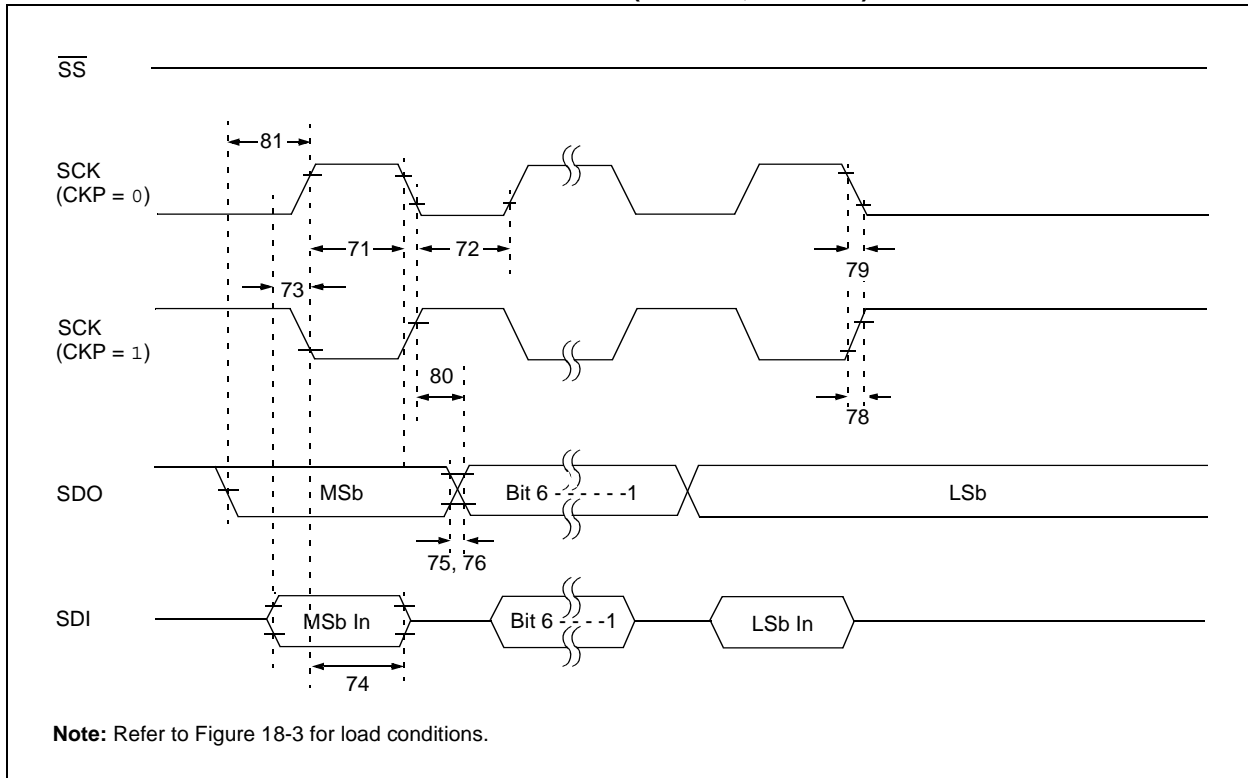 SS
81
SCK
(CKP = 0)
71
72
79
73
SCK
(CKP = 1)
80
78
SDO
MSb
Bit 6 - - - - - -1
LSb
75, 76
SDI
MSb In
Bit 6 - - - -1
LSb In
74
Note: Refer to Figure 18-3 for load conditions.